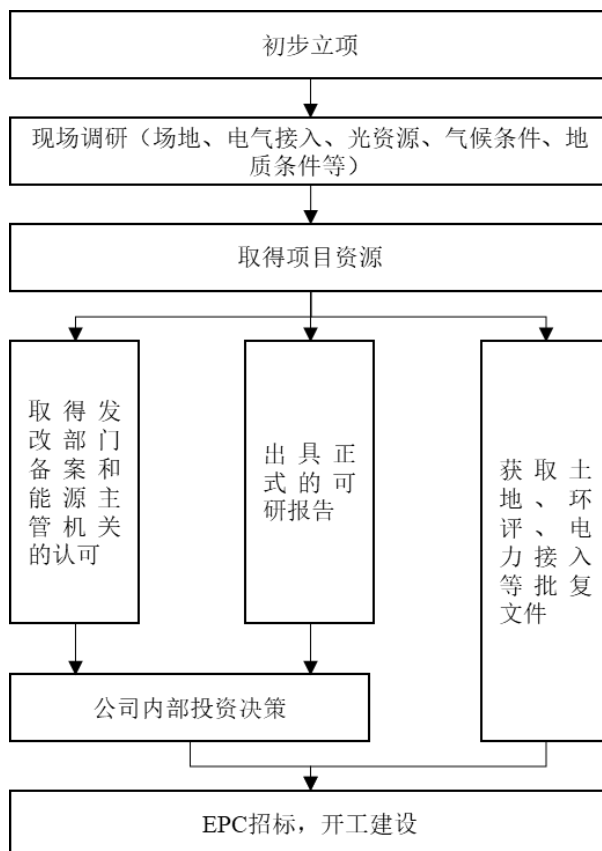 初步立项
现场调研（场地、电气接入、光资源、气候条件、地
质条件等）
取得项目资源
取得发
改部门
备案和
能源主
管机关
的认可
出具正
式的可
研报告
获取土
地、环
评、电
力接入
等批复
文件
公司内部投资决策
EPC招标，开工建设